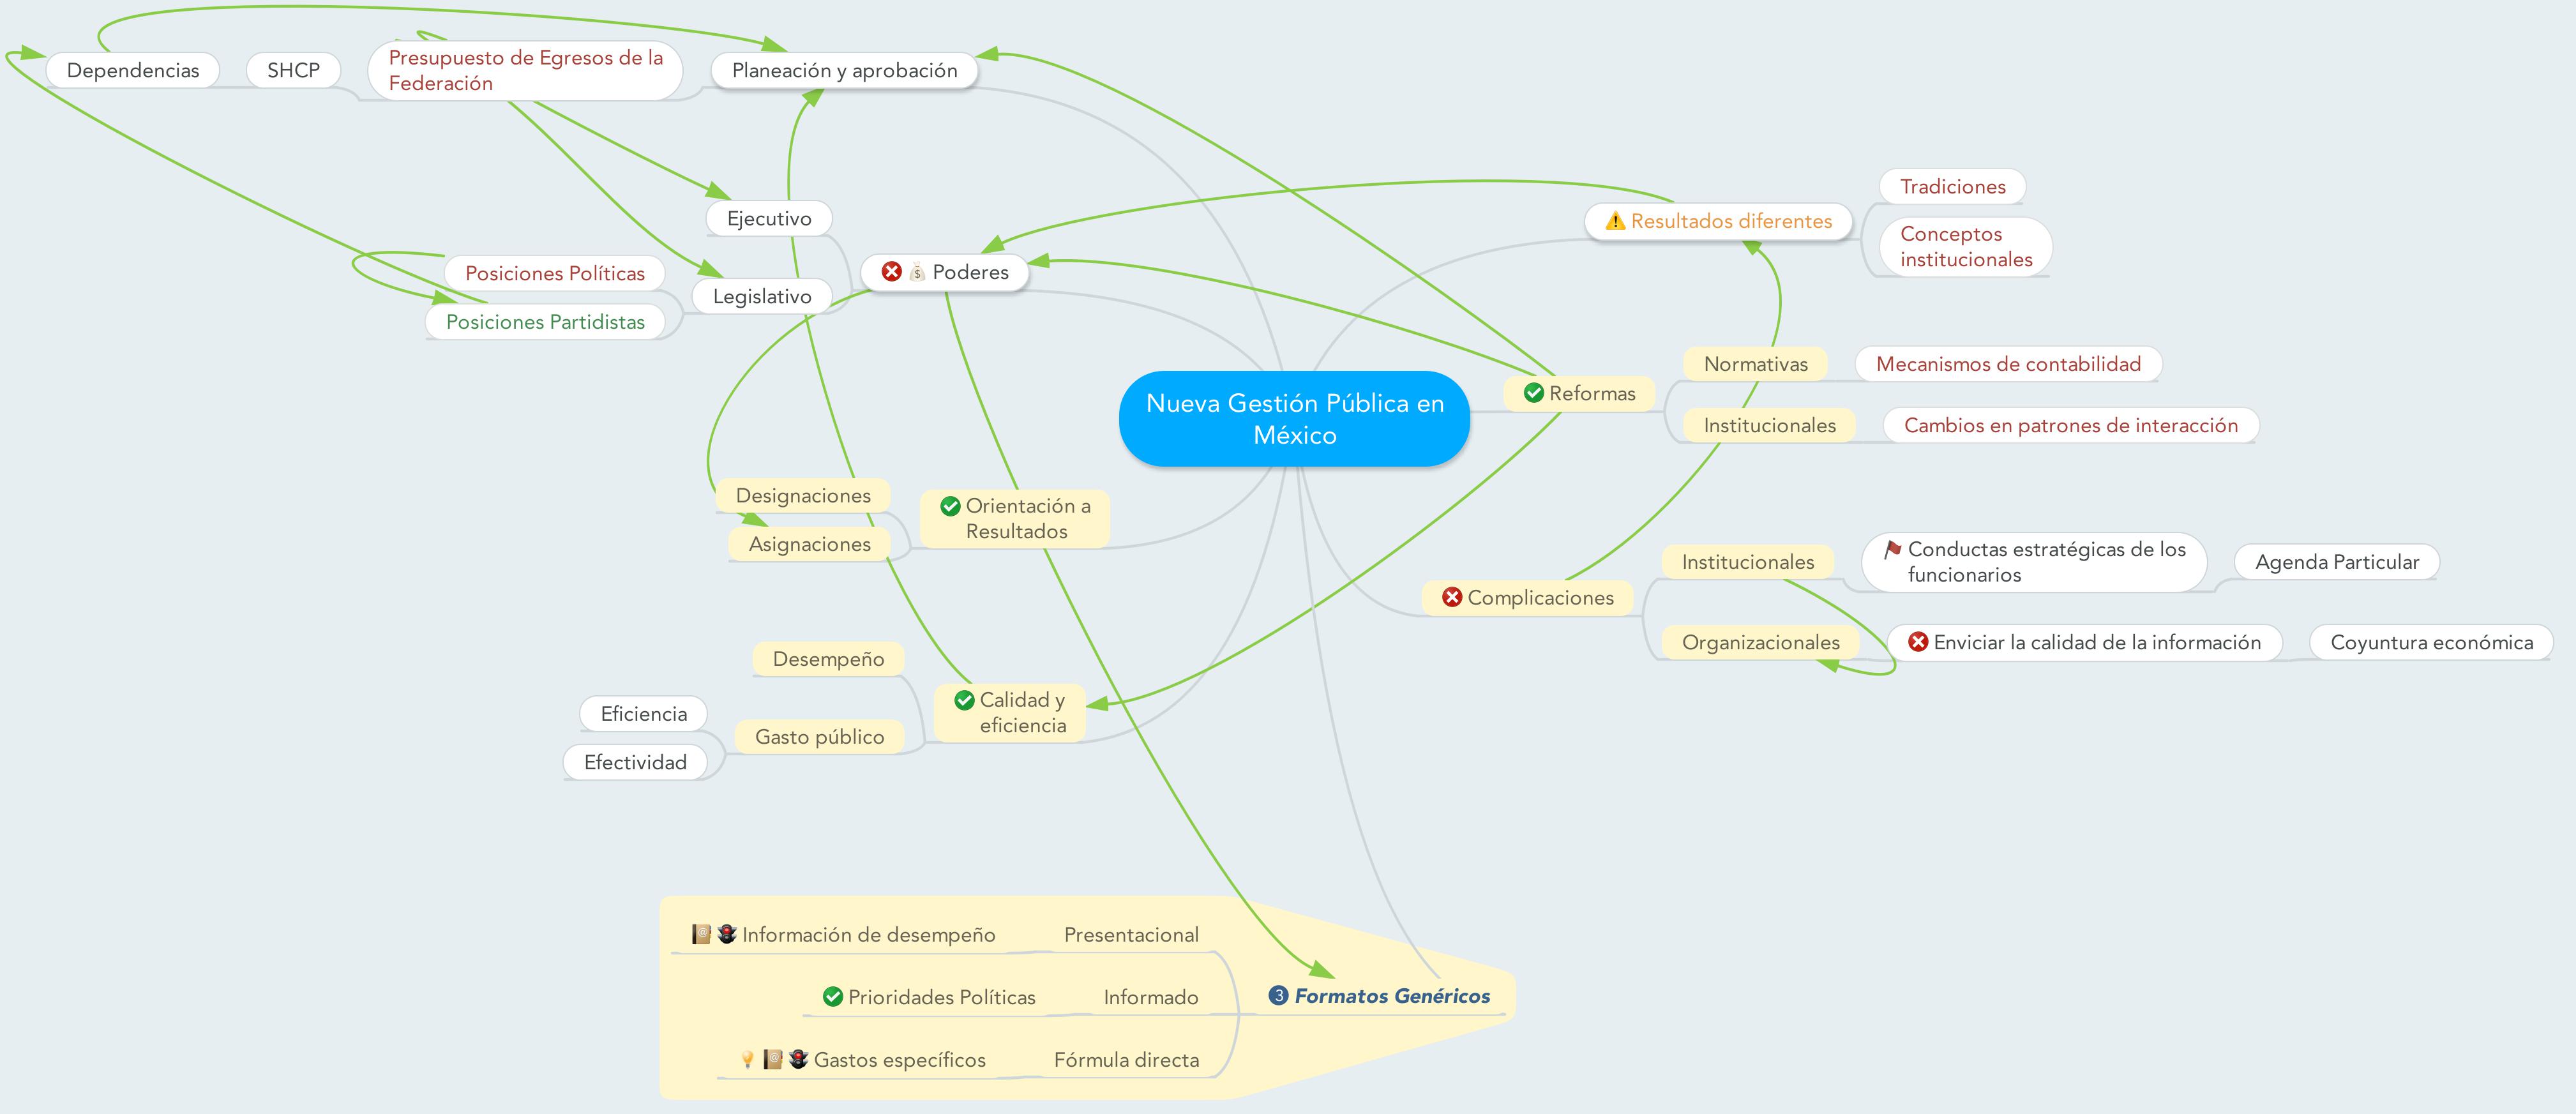 Dependencias
SHCP
Presupuesto de Egresos de la
Federación
Planeación y aprobación
Ejecutivo
Legislativo
Posiciones Políticas
Posiciones Partidistas
Poderes
Resultados diferentes
Tradiciones
Conceptos
institucionales
Nueva Gestión Pública en
México
Reformas
Normativas
Mecanismos de contabilidad
Institucionales
Cambios en patrones de interacción
Designaciones
Asignaciones
Orientación a
Resultados
Complicaciones
Institucionales
Conductas estratégicas de los
funcionarios
Agenda Particular
Organizacionales
Enviciar la calidad de la información
Coyuntura económica
Desempeño
Gasto público
Eficiencia
Efectividad
Calidad y
eficiencia
Información de desempeño
Presentacional
Prioridades Políticas
Informado
3 Formatos Genéricos
Gastos específicos
Fórmula directa